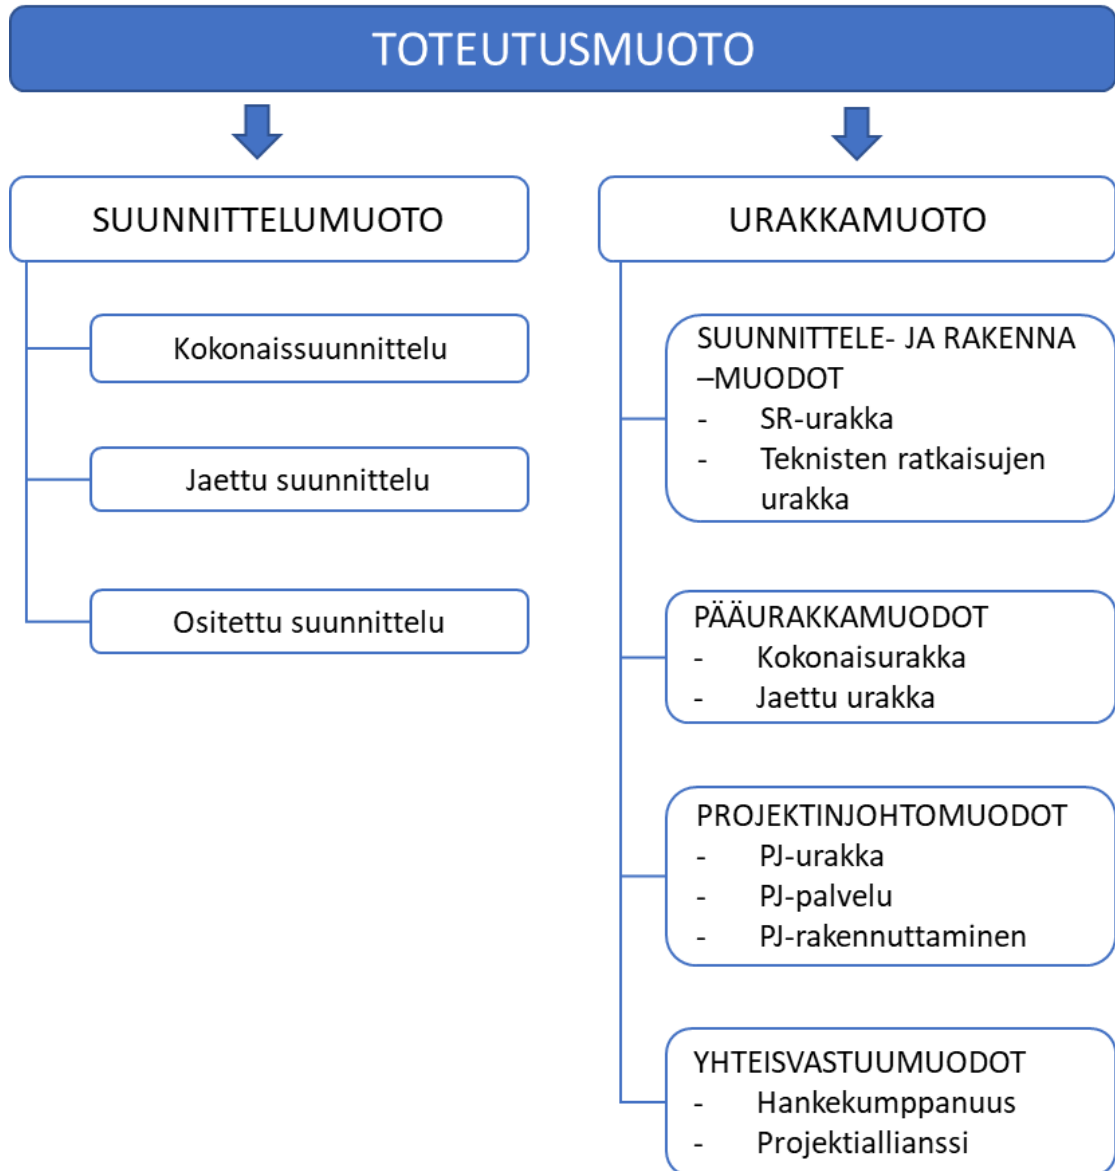 TOTEUTUSMUOTO
SUUNNITTELUMUOTO
Kokonaissuunnittelu
Jaettu suunnittelu
Ositettu suunnittelu
URAKKAMUOTO
SUUNNITTELE- JA RAKENNA
–MUODOT
- SR-urakka
- Teknisten ratkaisujen
urakka
PÄÄURAKKAMUODOT
- Kokonaisurakka
- Jaettu urakka
PROJEKTINJOHTOMUODOT
- PJ-urakka
- PJ-palvelu
- PJ-rakennuttaminen
YHTEISVASTUUMUODOT
- Hankekumppanuus
- Projektiallianssi